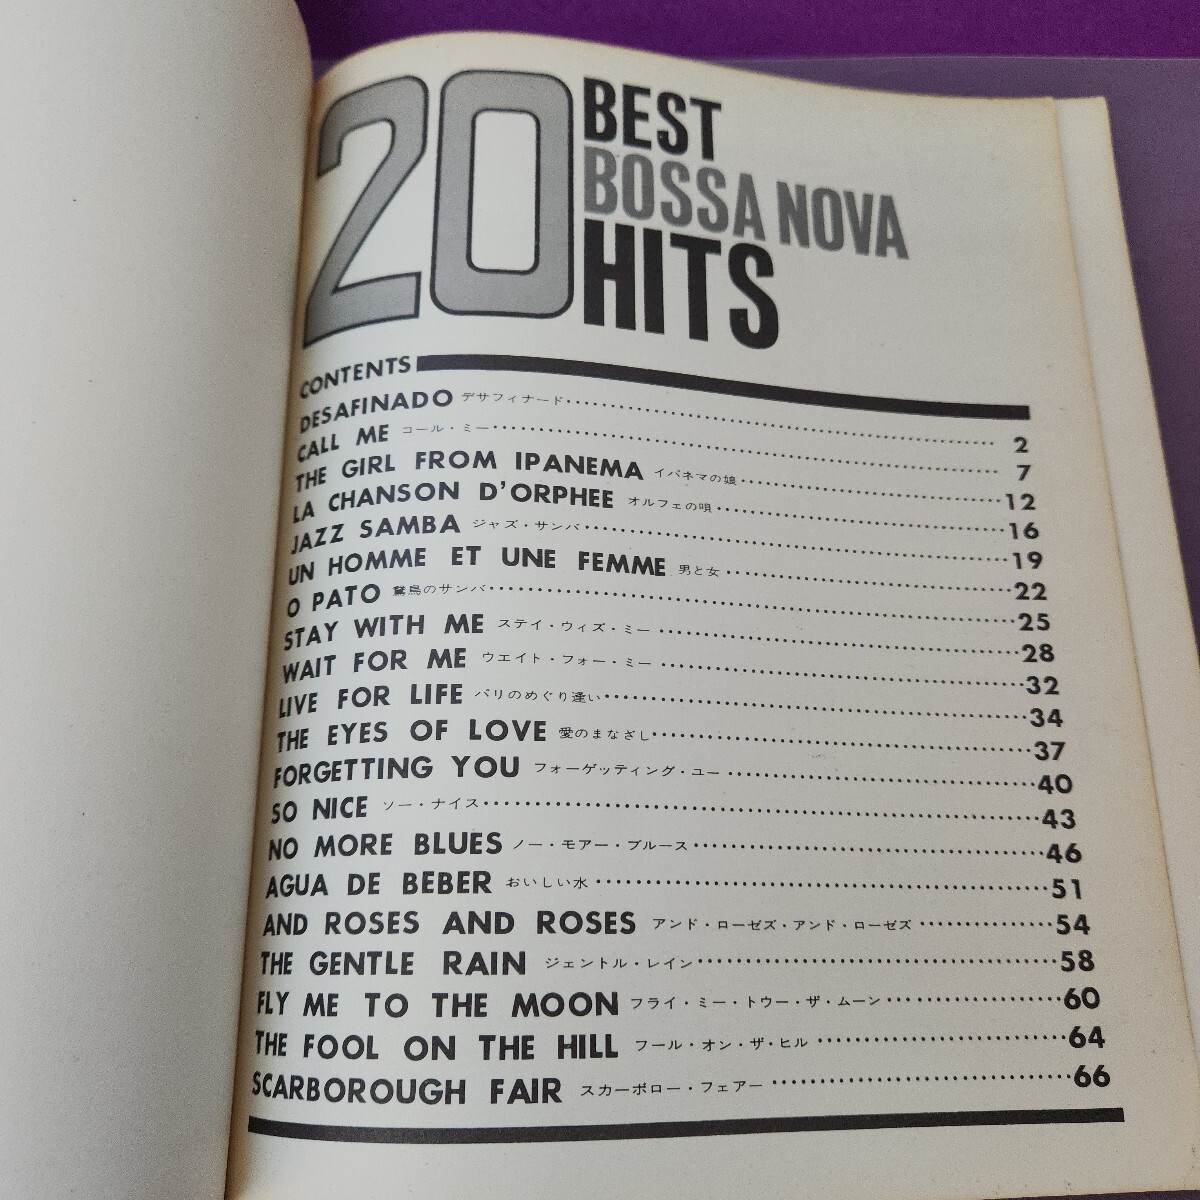 20 BEST
BOSSA NOVA
HITS
CONTENTS
DESAFINADO デサフィナード 2
CALL ME コール・ミー 7
THE GIRL FROM IPANEMA イパネマの娘 12
LA CHANSON D'ORPHEE オルフェの唄 16
JAZZ SAMBA ジャズ・サンバ 19
UN HOMME ET UNE FEMME 男と女 22
O PATO 鵞鳥のサンバ 25
STAY WITH ME ステイ・ウィズ・ミー 28
WAIT FOR ME ウエイト・フォー・ミー 32
LIVE FOR LIFE パリのめぐり逢い 34
THE EYES OF LOVE 愛のまなざし 37
FORGETTING YOU フォーゲッティング・ユー 40
SO NICE ソー・ナイス 43
NO MORE BLUES ノー・モアー・ブルース 46
AGUA DE BEBER おいしい水 51
AND ROSES AND ROSES アンド・ローゼズ・アンド・ローゼズ 54
THE GENTLE RAIN ジェントル・レイン 58
FLY ME TO THE MOON フライ・ミー・トウー・ザ・ムーン 60
THE FOOL ON THE HILL フール・オン・ザ・ヒル 64
SCARBOROUGH FAIR スカーボロー・フェアー 66